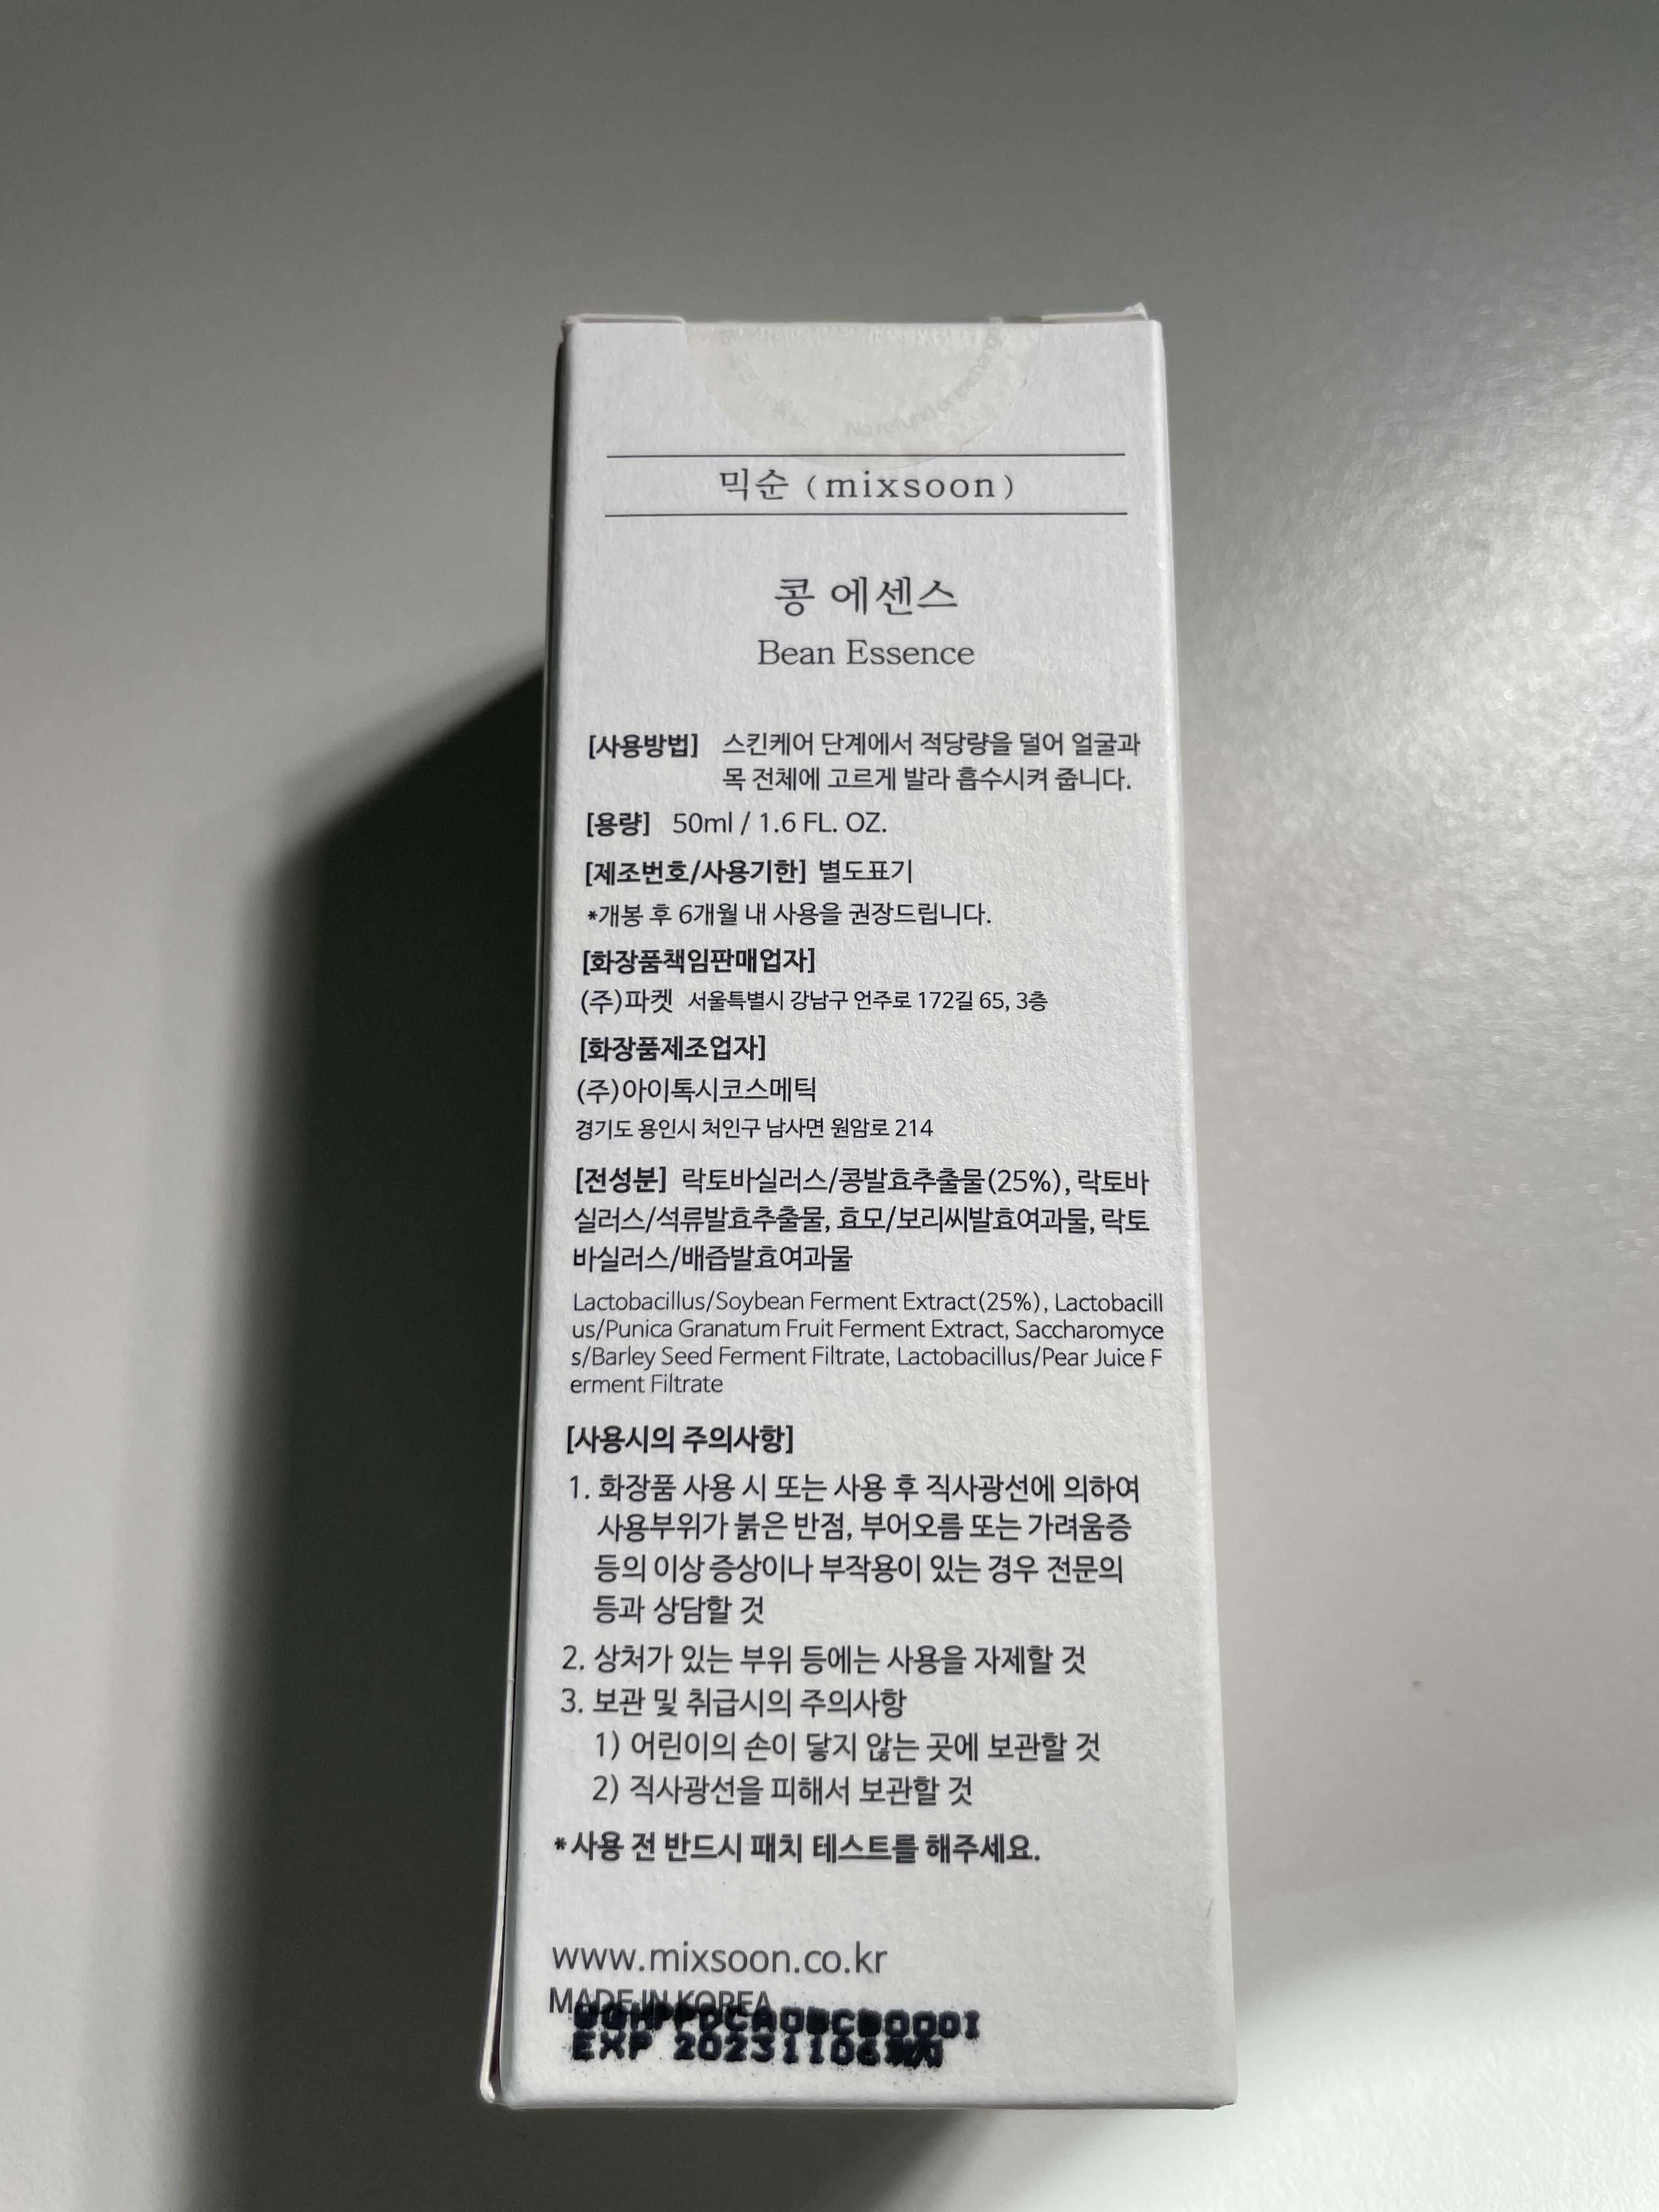 믹순 (mixsoon)
콩 에센스
Bean Essence
[사용방법] 스킨케어 단계에서 적당량을 덜어 얼굴과
목 전체에 고르게 발라 흡수시켜 줍니다.
[용량] 50ml / 1.6 FL. OZ.
[제조번호/사용기한] 별도표기
*개봉 후 6개월 내 사용을 권장드립니다.
[화장품책임판매업자]
(주)파켓 서울특별시 강남구 언주로 172길 65, 3층
[화장품제조업자]
(주)아이톡시코스메틱
경기도 용인시 처인구 남사면 원암로 214
[전성분] 락토바실러스/콩발효추출물(25%), 락토바
실러스/석류발효추출물, 효모/보리씨발효여과물, 락토
바실러스/배즙발효여과물
Lactobacillus/Soybean Ferment Extract(25%), Lactobacill
us/Punica Granatum Fruit Ferment Extract, Saccharomyce
s/Barley Seed Ferment Filtrate, Lactobacillus/Pear Juice F
erment Filtrate
[사용시의 주의사항]
1. 화장품 사용 시 또는 사용 후 직사광선에 의하여
사용부위가 붉은 반점, 부어오름 또는 가려움증
등의 이상 증상이나 부작용이 있는 경우 전문의
등과 상담할 것
2. 상처가 있는 부위 등에는 사용을 자제할 것
3. 보관 및 취급시의 주의사항
1) 어린이의 손이 닿지 않는 곳에 보관할 것
2) 직사광선을 피해서 보관할 것
*사용 전 반드시 패치 테스트를 해주세요.
www.mixsoon.co.kr
MADE IN KOREA
EXP 20231106까지